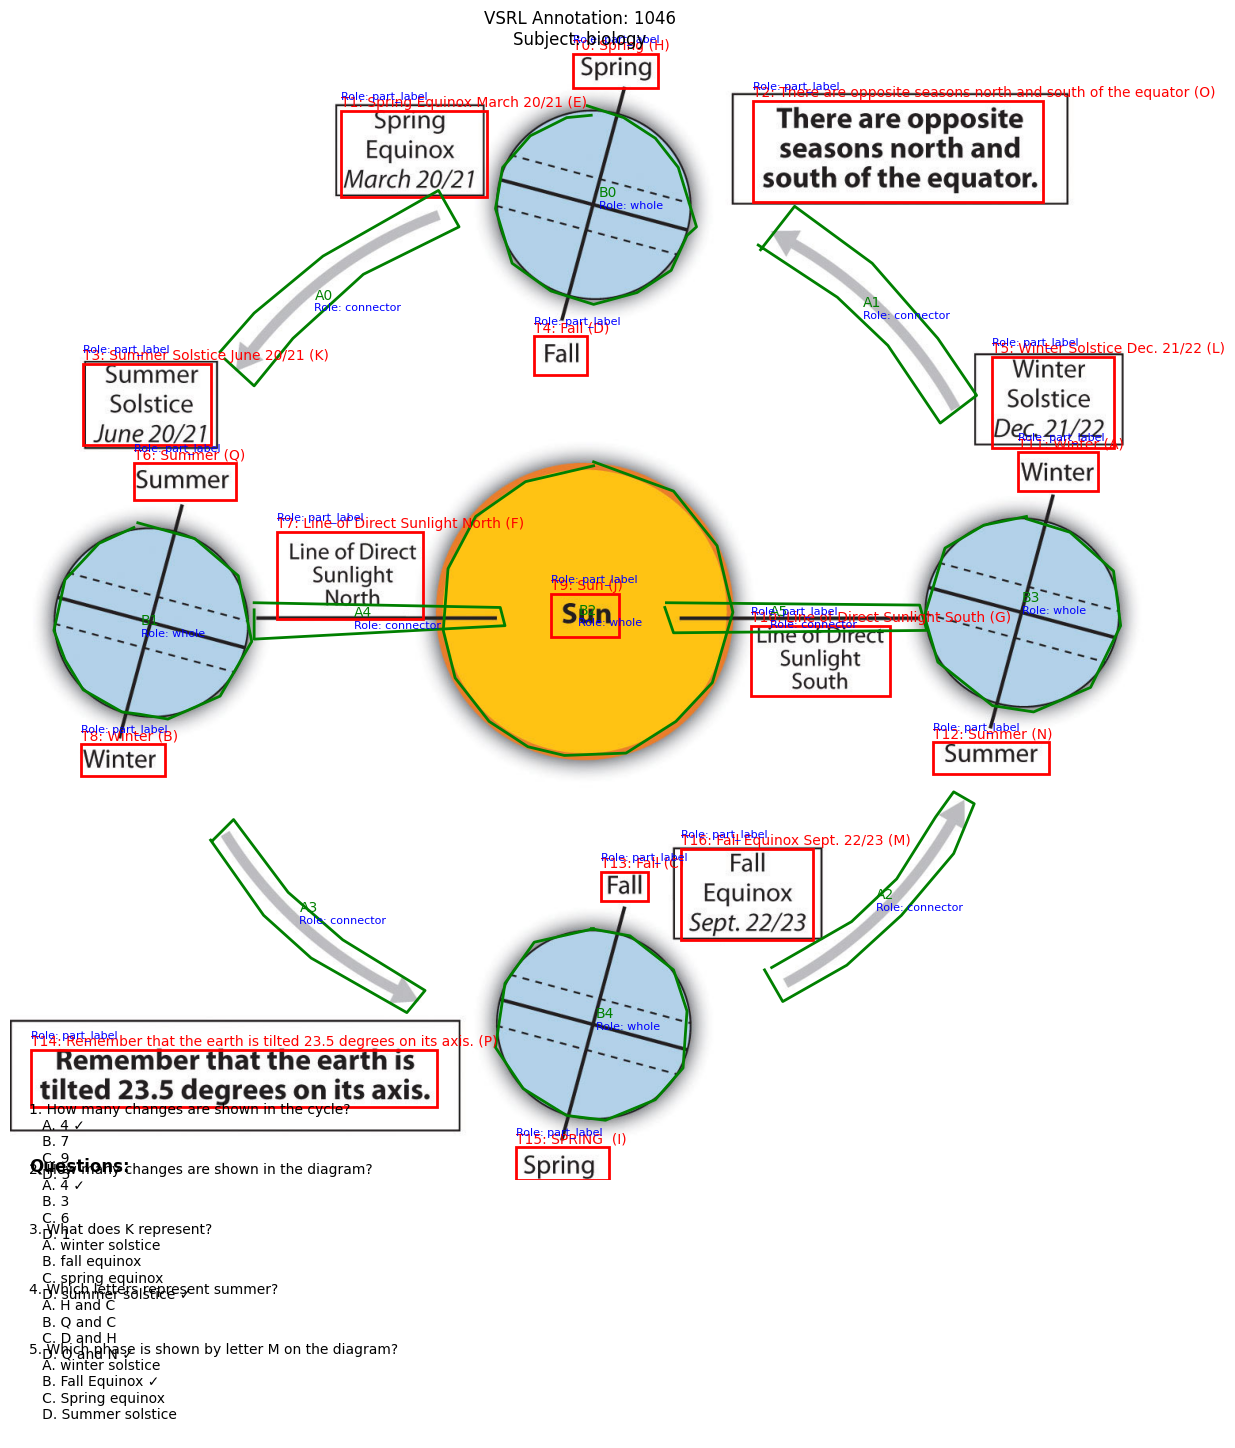 VSRL Annotation: 1046
Subject: biology
Role: part_label
T0: Spring (H)
Spring
Role: part_label
T1: Spring Equinox March 20/21 (E)
Spring
Equinox
March 20/21
Role: part_label
T2: There are opposite seasons north and south of the equator (O)
There are opposite
seasons north and
south of the equator.
B0
Role: whole
A0
Role: connector
A1
Role: connector
Role: part_label
T4: Fall (D)
Fall
Role: part_label
T3: Summer Solstice June 20/21 (K)
Summer
Solstice
June 20/21
Role: part_label
T5: Winter Solstice Dec. 21/22 (L)
Winter
Solstice
Dec. 21/22
Role: part_label
T6: Summer (Q)
Summer
Role: part_label
T11: Winter (A)
Winter
Role: part_label
T7: Line of Direct Sunlight North (F)
Line of Direct
Sunlight
North
A4
Role: connector
Role: part_label
T9: Sun (J)
Sun
Role: whole
A5
Role: part_label
Role: connector
Line of Direct
Sunlight
South
Role: whole
B3
Role: whole
Role: part_label
T8: Winter (B)
Winter
Role: part_label
T12: Summer (N)
Summer
A3
Role: connector
Role: part_label
T13: Fall (C)
Fall
Role: part_label
T16: Fall Equinox Sept. 22/23 (M)
Fall
Equinox
Sept. 22/23
A2
Role: connector
B4
Role: whole
Role: part_label
T14: Remember that the earth is tilted 23.5 degrees on its axis. (P)
Remember that the earth is
tilted 23.5 degrees on its axis.
Role: part_label
T15: SPRING (I)
Spring
Questions:
1. How many changes are shown in the cycle?
A. 4 ✓
B. 7
C. 9
2. How many changes are shown in the diagram?
A. 4 ✓
B. 3
C. 6
D. 1
3. What does K represent?
A. winter solstice
B. fall equinox
C. spring equinox
D. summer solstice ✓
4. Which letters represent summer?
A. H and C
B. Q and C
C. D and H
D. Q and N ✓
5. Which phase is shown by letter M on the diagram?
A. winter solstice
B. Fall Equinox ✓
C. Spring equinox
D. Summer solstice